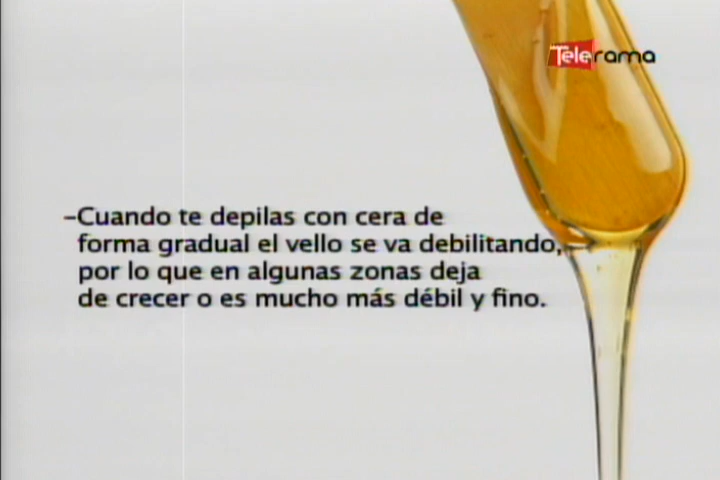 Telerama
–Cuando te depilas con cera de
forma gradual el vello se va debilitando,
por lo que en algunas zonas deja
de crecer o es mucho más débil y fino.